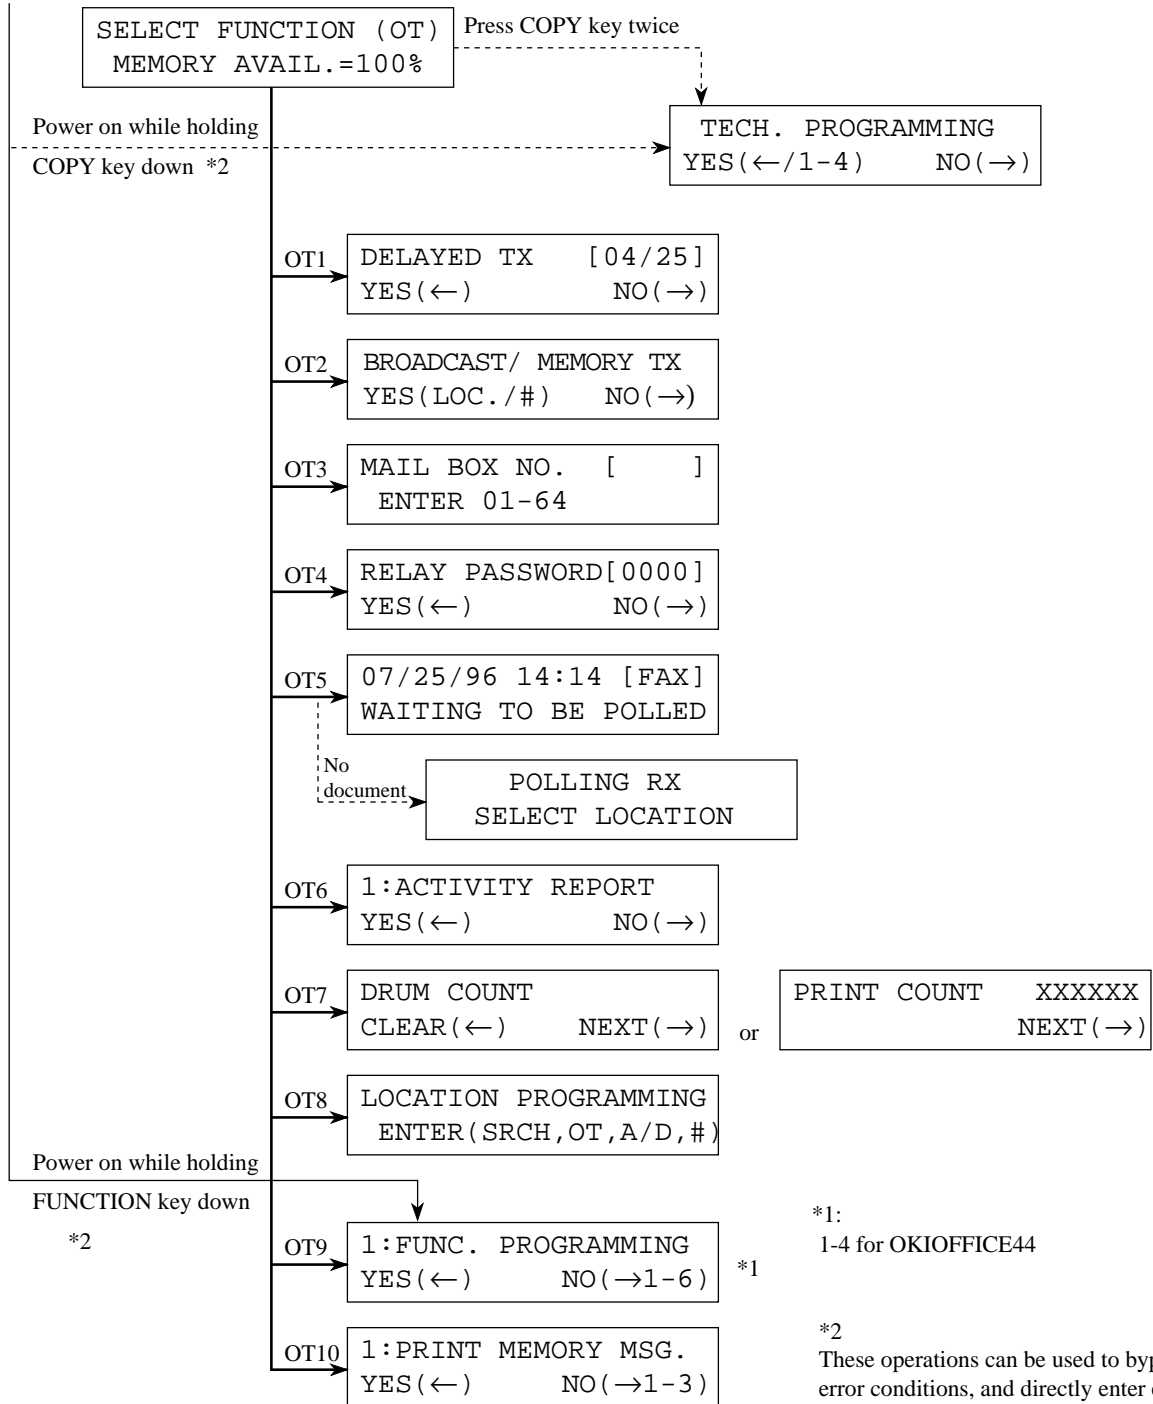 SELECT FUNCTION (OT)
MEMORY AVAIL.=100%
Press COPY key twice
Power on while holding
COPY key down *2
TECH. PROGRAMMING
YES(←/1-4) NO(→)
OT1
DELAYED TX [04/25]
YES(←) NO(→)
OT2
BROADCAST/ MEMORY TX
YES(LOC./#) NO(→)
OT3
MAIL BOX NO. [ ]
ENTER 01-64
OT4
RELAY PASSWORD[0000]
YES(←) NO(→)
OT5
07/25/96 14:14 [FAX]
WAITING TO BE POLLED
No
document
POLLING RX
SELECT LOCATION
OT6
1:ACTIVITY REPORT
YES(←) NO(→)
OT7
DRUM COUNT
CLEAR(←) NEXT(→)
or
PRINT COUNT XXXXXX
NEXT(→)
OT8
LOCATION PROGRAMMING
ENTER(SRCH,OT,A/D,#)
Power on while holding
FUNCTION key down
*2
OT9
1:FUNC. PROGRAMMING
YES(←) NO(→1-6)
*1
*1:
1-4 for OKIOFFICE44
OT10
1:PRINT MEMORY MSG.
YES(←) NO(→1-3)
*2
These operations can be used to
error conditions, and directly enter